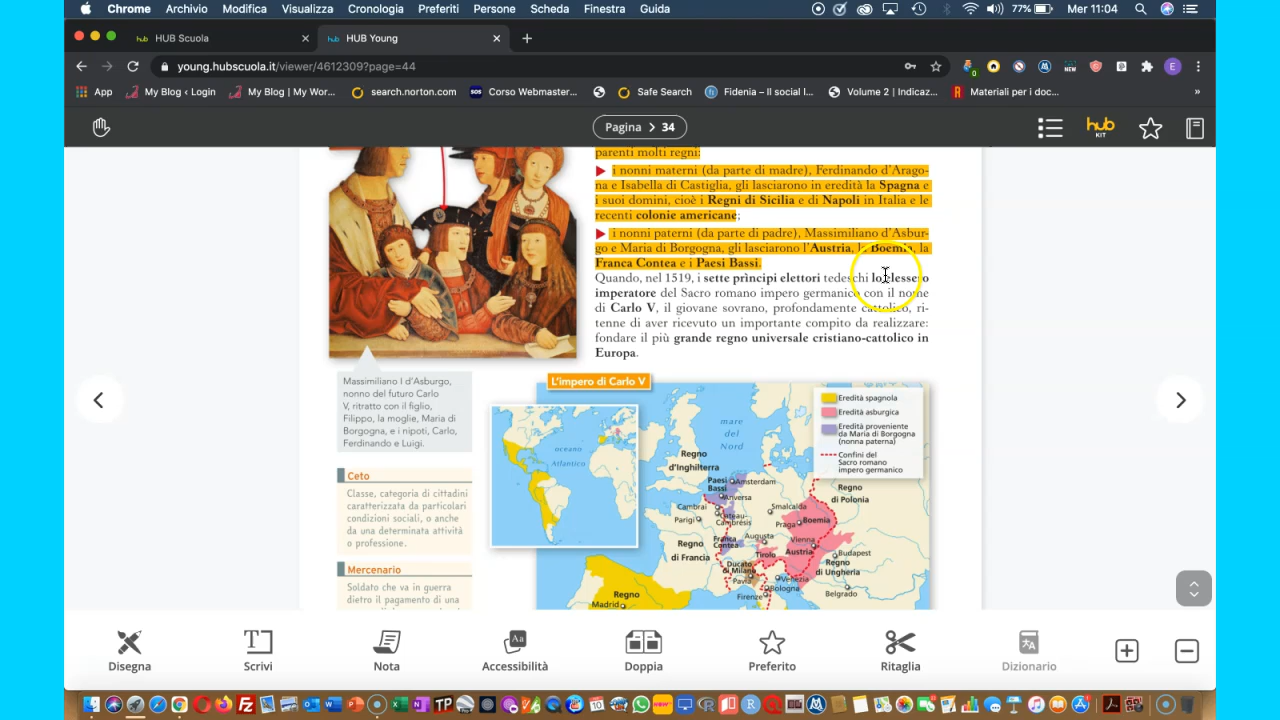 Chrome Archivio Modifica Visualizza Cronologia Preferiti Persone Scheda Finestra Guida 77% Mer 11:04
hub HUB Scuola hub HUB Young
young.hubscuola.it/viewer/4612309?page=44
App My Blog ‹ Login My Blog | My Wor... search.norton.com SOS Corso Webmaster... Safe Search Fidenia – Il social l... Volume 2 | Indicaz... Materiali per i doc... »
Pagina > 34 hub KIT
parenti molti regni:
i nonni materni (da parte di madre), Ferdinando d'Arago-
na e Isabella di Castiglia, gli lasciarono in eredità la Spagna e
i suoi domini, cioè i Regni di Sicilia e di Napoli in Italia e le
recenti colonie americane;
i nonni paterni (da parte di padre), Massimiliano d'Asbur-
go e Maria di Borgogna, gli lasciarono l'Austria, la Boemia, la
Franca Contea e i Paesi Bassi.
Quando, nel 1519, i sette prìncipi elettori tedeschi lo elessero
imperatore del Sacro romano impero germanico con il nome
di Carlo V, il giovane sovrano, profondamente cattolico, ri-
tenne di aver ricevuto un importante compito da realizzare:
fondare il più grande regno universale cristiano-cattolico in
Europa.
Massimiliano I d'Asburgo,
nonno del futuro Carlo
V, ritratto con il figlio,
Filippo, la moglie, Maria di
Borgogna, e i nipoti, Carlo,
Ferdinando e Luigi.
Ceto
Classe, categoria di cittadini
caratterizzata da particolari
condizioni sociali, o anche
da una determinata attività
o professione.
Mercenario
Soldato che va in guerra
dietro il pagamento di una
L'impero di Carlo V
Eredità spagnola
Eredità asburgica
Eredità proveniente
da Maria di Borgogna
(nonna paterna)
Confini del
Sacro romano
impero germanico
oceano
Atlantico
mare
del
Nord
Regno
d'Inghilterra
Paesi
Bassi
Amsterdam
Anversa
Regno
di Polonia
Cambrai
Cateau-
Cambrésis
Smalcalda
Parigi
Praga
Boemia
Regno
di Francia
Franca
Contea
Augusta
Vienna
Austria
Tirolo
Budapest
Regno
di Ungheria
Ducato
di Milano
Pavia
Venezia
Bologna
Belgrado
Firenze
Regno
Madrid
Disegna Scrivi Nota Accessibilità Doppia Preferito Ritaglia Dizionario